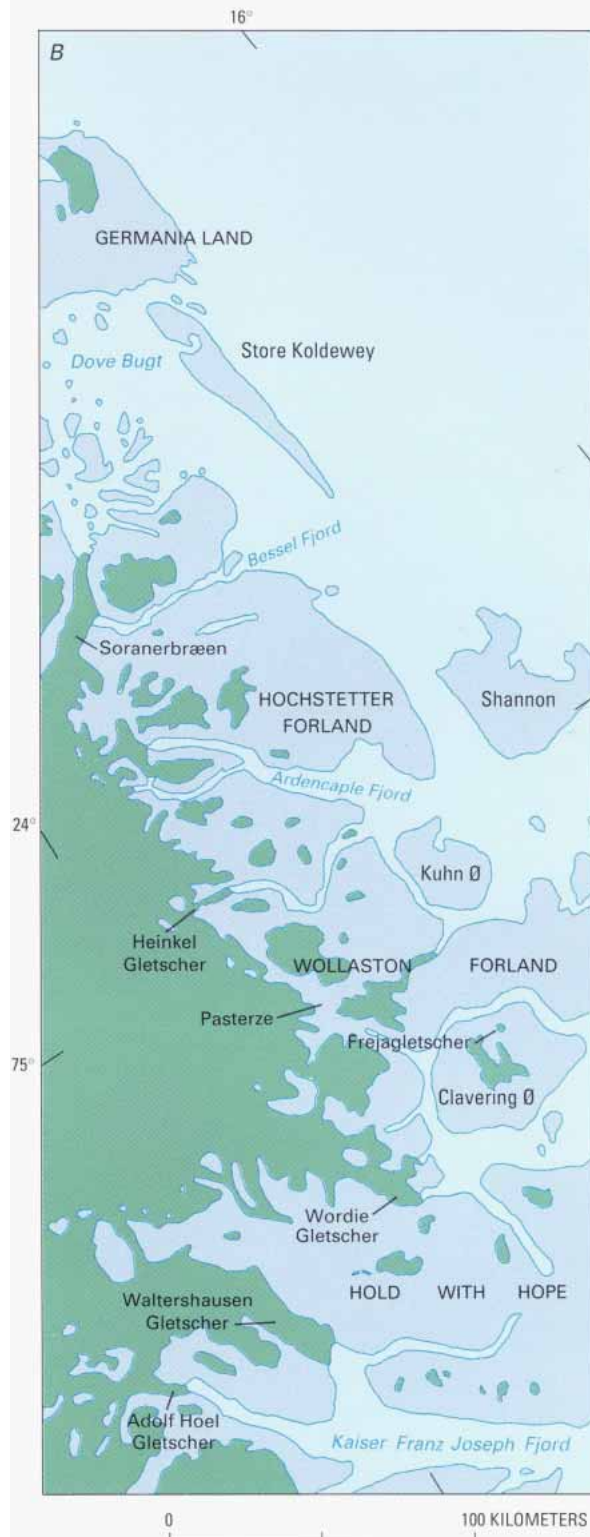 16°
B
GERMANIA LAND
Store Koldewey
Dove Bugt
Bessel Fjord
Soranerbræen
HOCHSTETTER
FORLAND
Shannon
Ardencaple Fjord
24°
Kuhn Ø
Heinkel
Gletscher
WOLLASTON FORLAND
Pasterze
Frejagletscher
75°
Clavering Ø
Wordie
Gletscher
HOLD WITH HOPE
Waltershausen
Gletscher
Adolf Hoel
Gletscher
Kaiser Franz Joseph Fjord
0 100 KILOMETERS